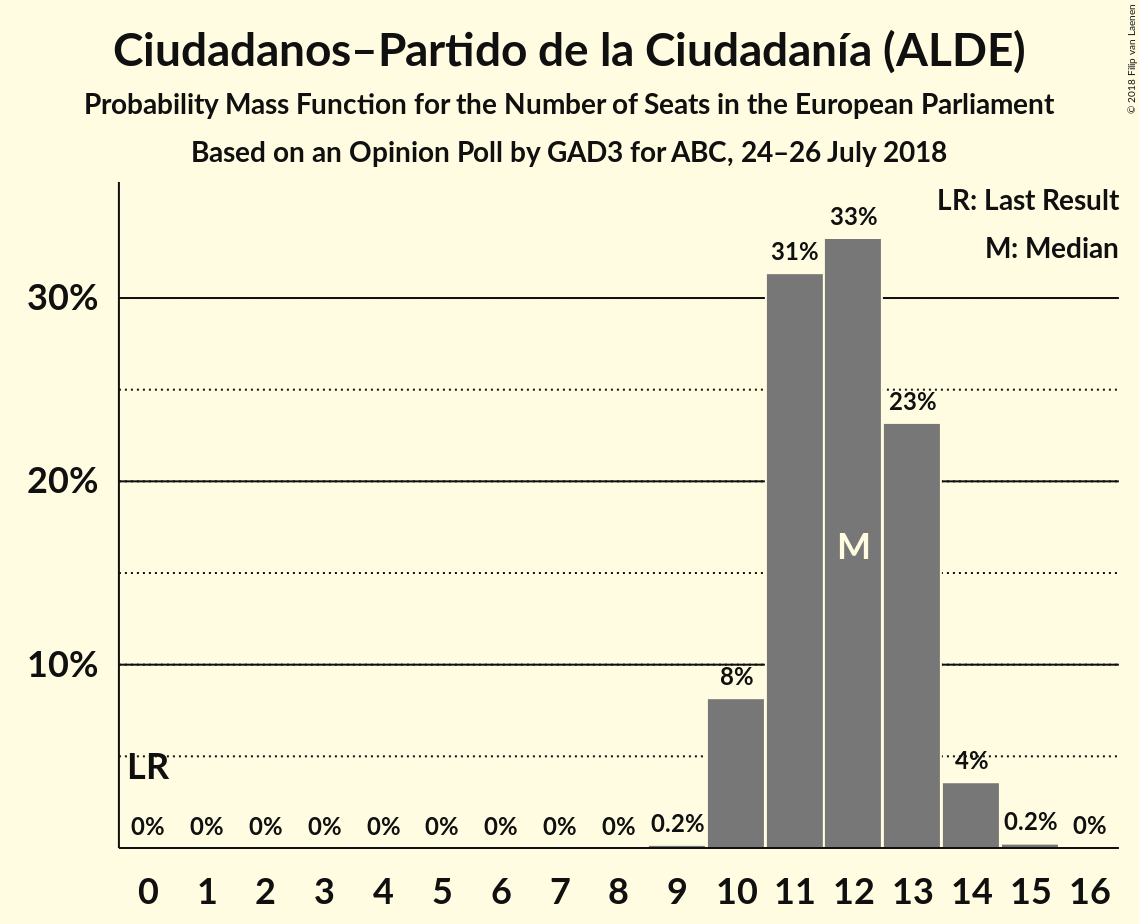 Ciudadanos–Partido de la Ciudadanía (ALDE)
Probability Mass Function for the Number of Seats in the European Parliament
Based on an Opinion Poll by GAD3 for ABC, 24–26 July 2018
© 2018 Filip van Laenen
LR: Last Result
M: Median
33%
31%
30%
23%
20%
M
10%
8%
LR
4%
0% 0% 0% 0% 0% 0% 0% 0% 0% 0.2% 0.2% 0%
0 1 2 3 4 5 6 7 8 9 10 11 12 13 14 15 16